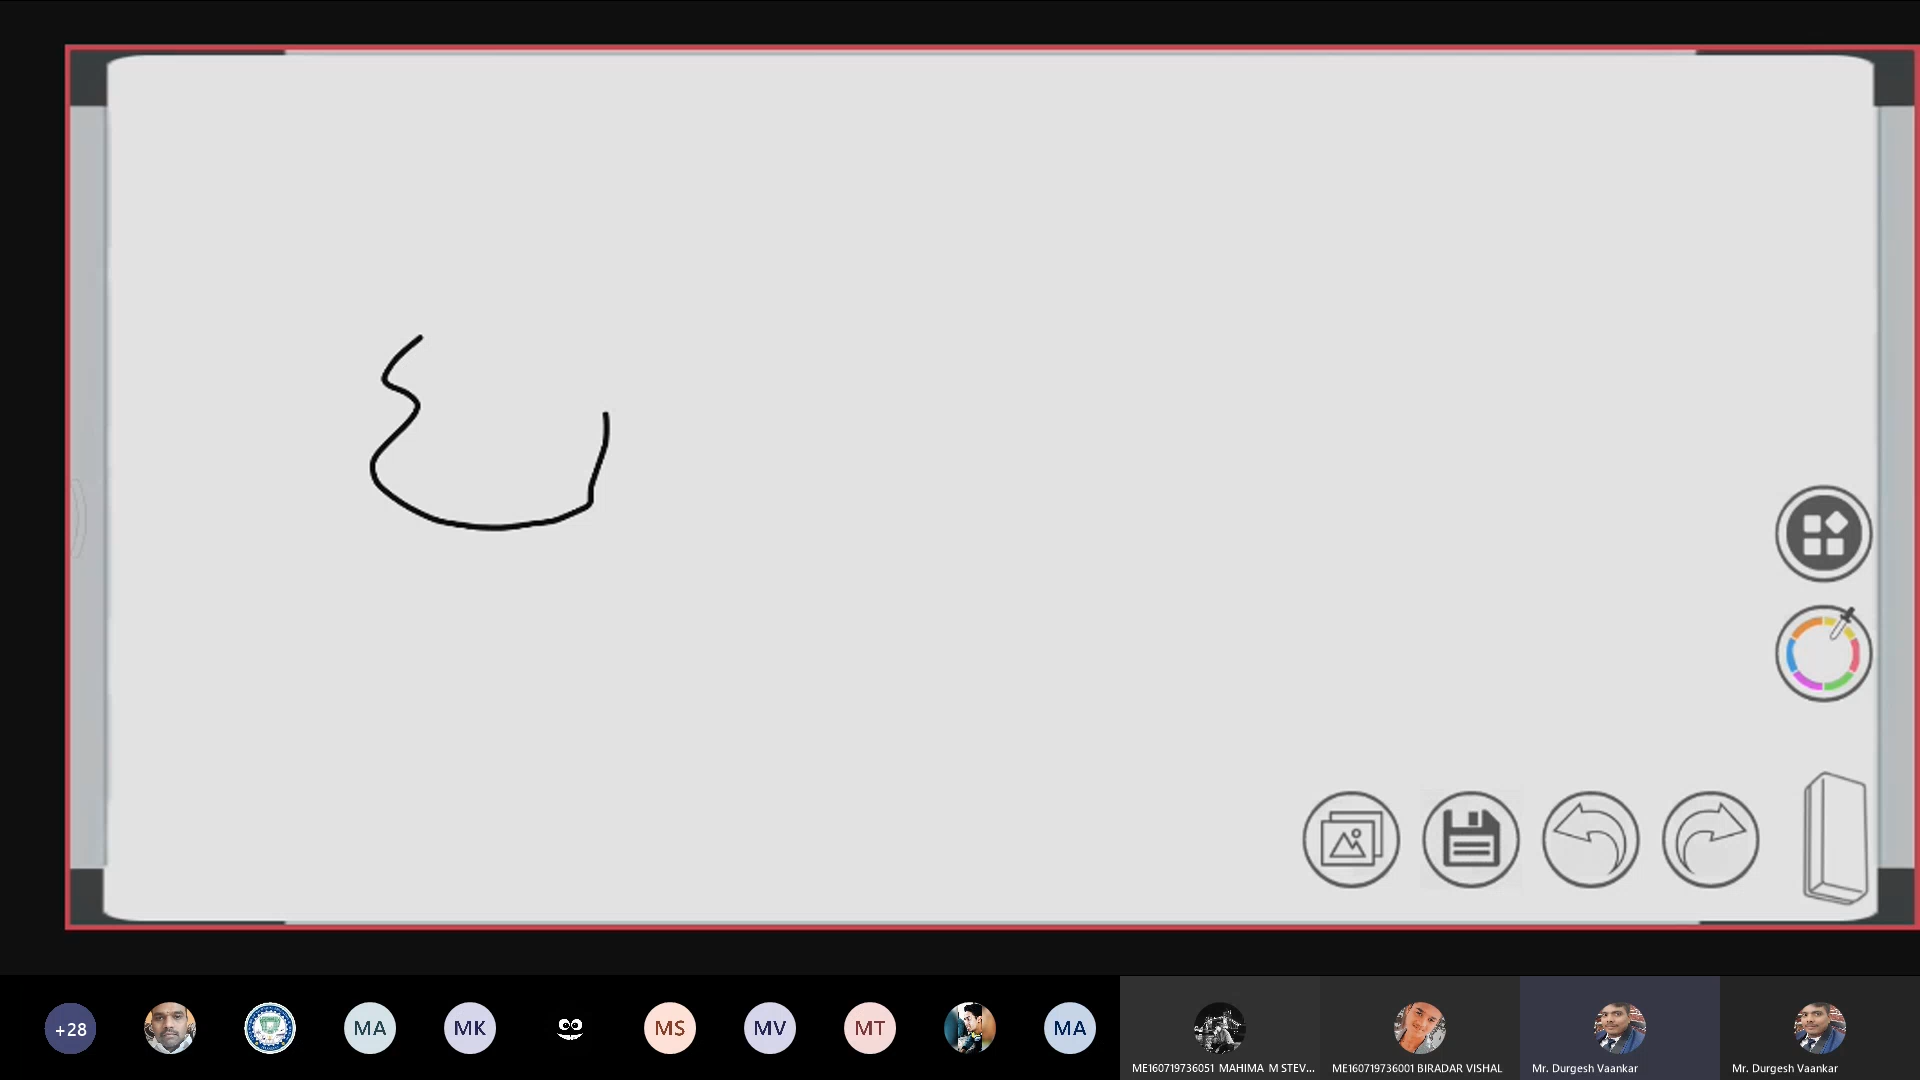 +28
MA
MK
MS
MV
MT
MA
ME160719736051 MAHIMA M STEV...
ME160719736001 BIRADAR VISHAL
Mr. Durgesh Vaankar
Mr. Durgesh Vaankar